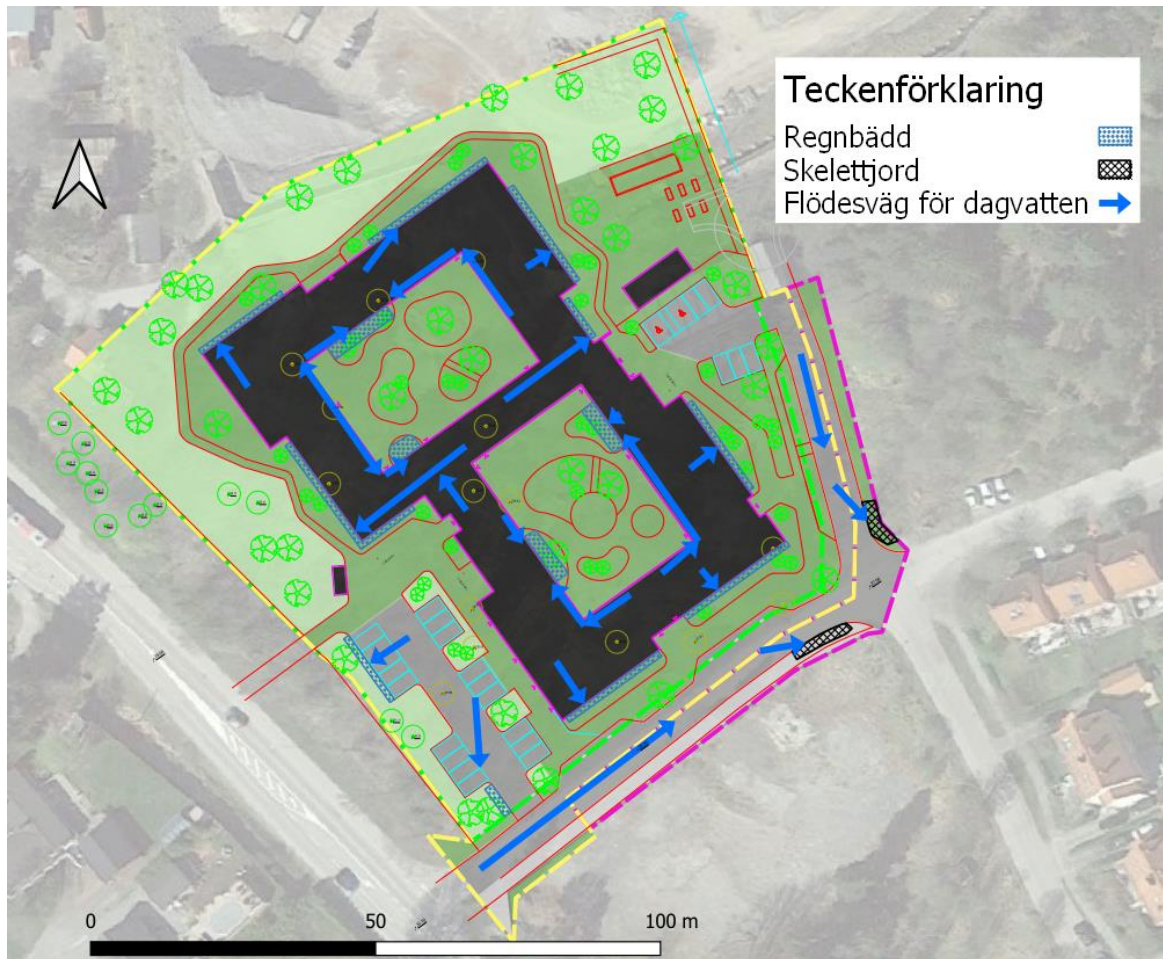 Teckenförklaring
Regnbädd
Skelettjord
Flödesväg för dagvatten
0 50 100 m